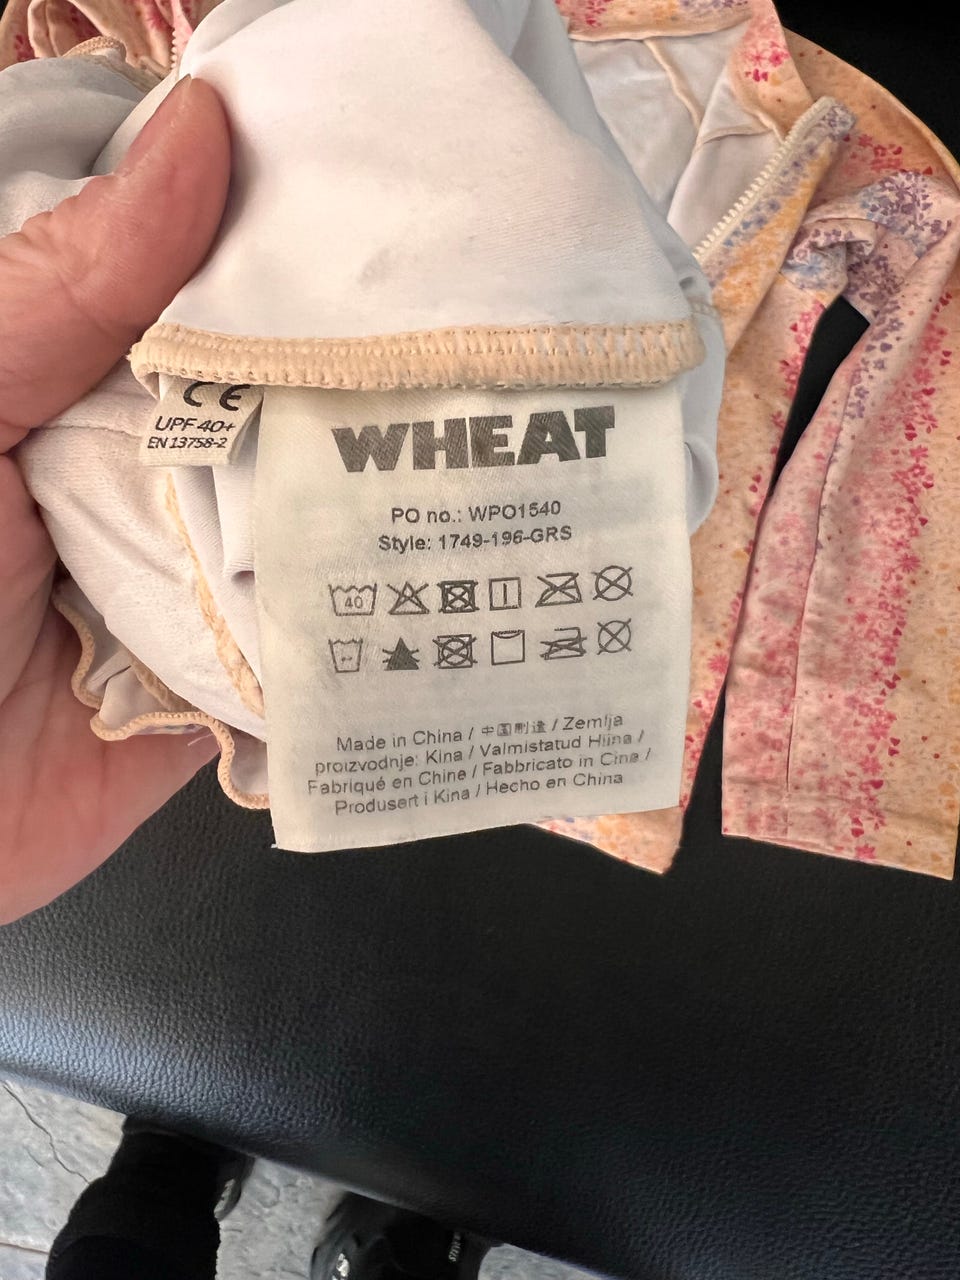 CE
UPF 40+
EN 13758-2
WHEAT
PO no.: WPO1540
Style: 1749-196-GRS
40
Made in China / 中国制造 / Zemlja
proizvodnje: Kina / Valmistatud Hiina /
Fabriqué en Chine / Fabbricato in Cina /
Produsert i Kina / Hecho en China